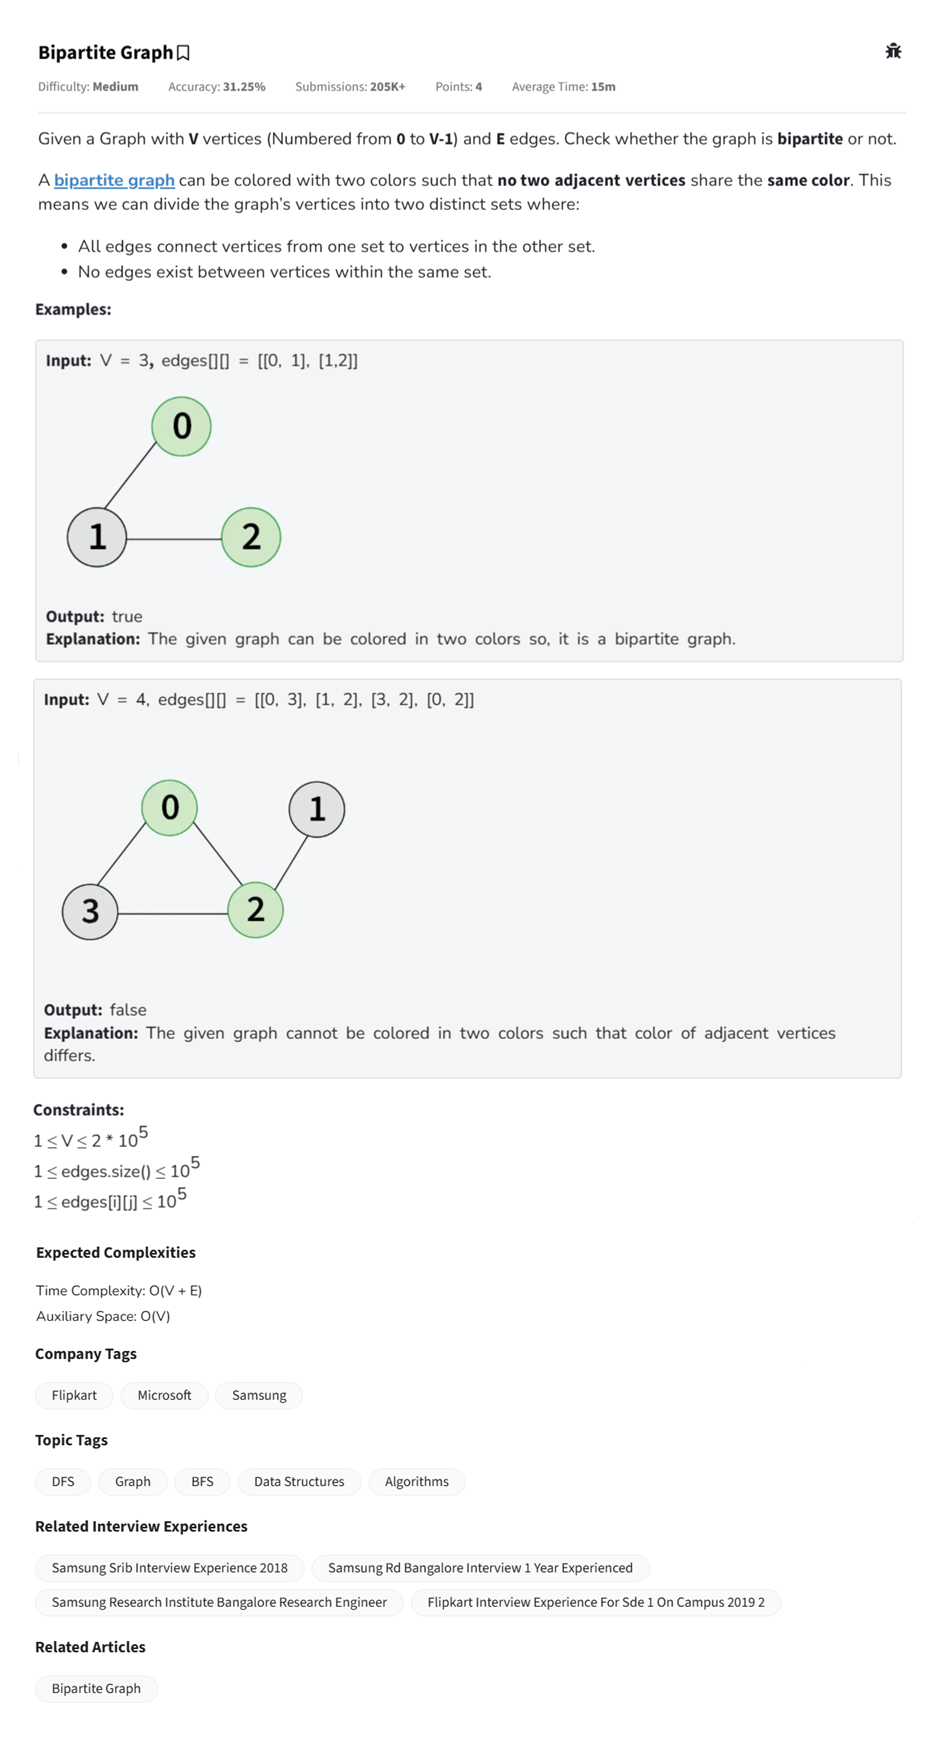 Bipartite Graph
Difficulty: Medium Accuracy: 31.25% Submissions: 205K+ Points: 4 Average Time: 15m
Given a Graph with V vertices (Numbered from 0 to V-1) and E edges. Check whether the graph is bipartite or not.
A bipartite graph can be colored with two colors such that no two adjacent vertices share the same color. This
means we can divide the graph's vertices into two distinct sets where:
• All edges connect vertices from one set to vertices in the other set.
• No edges exist between vertices within the same set.
Examples:
Input: V = 3, edges[][] = [[0, 1], [1,2]]
0
1 2
Output: true
Explanation: The given graph can be colored in two colors so, it is a bipartite graph.
Input: V = 4, edges[][] = [[0, 3], [1, 2], [3, 2], [0, 2]]
0 1
3 2
Output: false
Explanation: The given graph cannot be colored in two colors such that color of adjacent vertices
differs.
Constraints:
1 ≤ V ≤ 2 * 10^5
1 ≤ edges.size() ≤ 10^5
1 ≤ edges[i][j] ≤ 10^5
Expected Complexities
Time Complexity: O(V + E)
Auxiliary Space: O(V)
Company Tags
Flipkart Microsoft Samsung
Topic Tags
DFS Graph BFS Data Structures Algorithms
Related Interview Experiences
Samsung Srib Interview Experience 2018 Samsung Rd Bangalore Interview 1 Year Experienced
Samsung Research Institute Bangalore Research Engineer Flipkart Interview Experience For Sde 1 On Campus 2019 2
Related Articles
Bipartite Graph